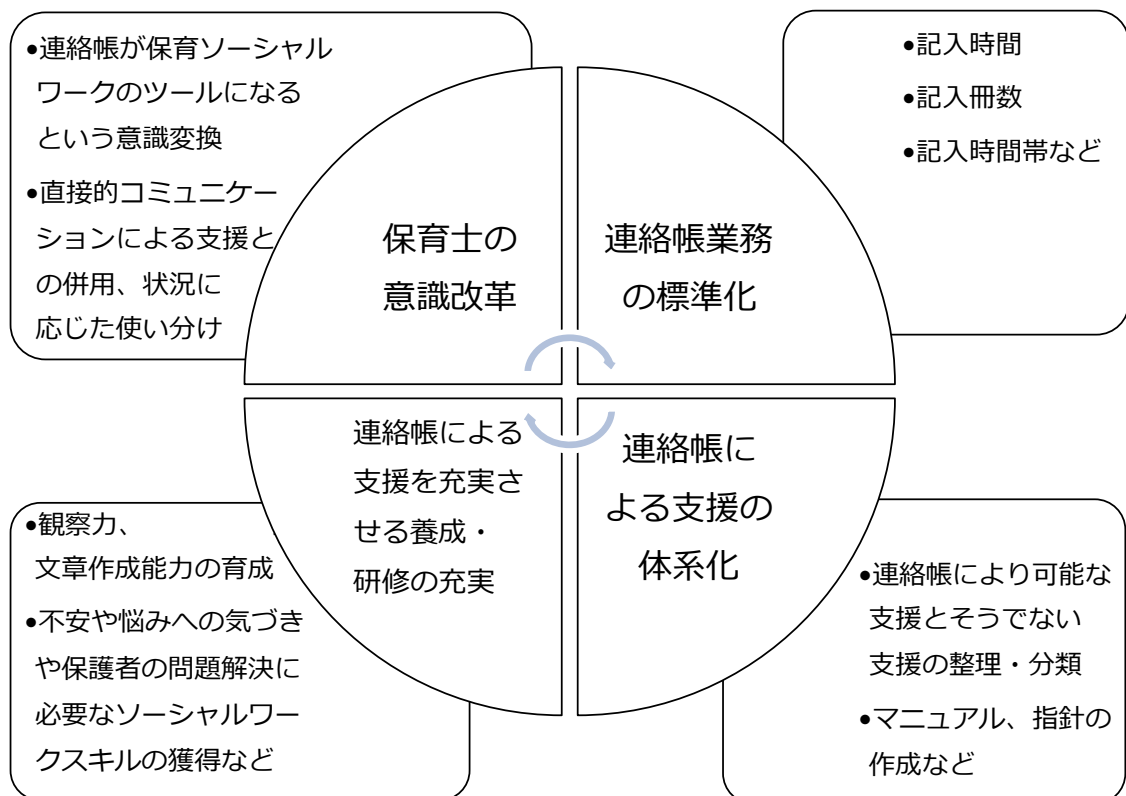 •連絡帳が保育ソーシャル
ワークのツールになる
という意識変換
•直接的コミュニケー
ションによる支援と
の併用、状況に
応じた使い分け
•記入時間
•記入冊数
•記入時間帯など
保育士の
意識改革
連絡帳業務
の標準化
連絡帳による
支援を充実さ
せる養成・
研修の充実
連絡帳に
よる支援の
体系化
•観察力、
文章作成能力の育成
•不安や悩みへの気づき
や保護者の問題解決に
必要なソーシャルワー
クスキルの獲得など
•連絡帳により可能な
支援とそうでない
支援の整理・分類
•マニュアル、指針の
作成など